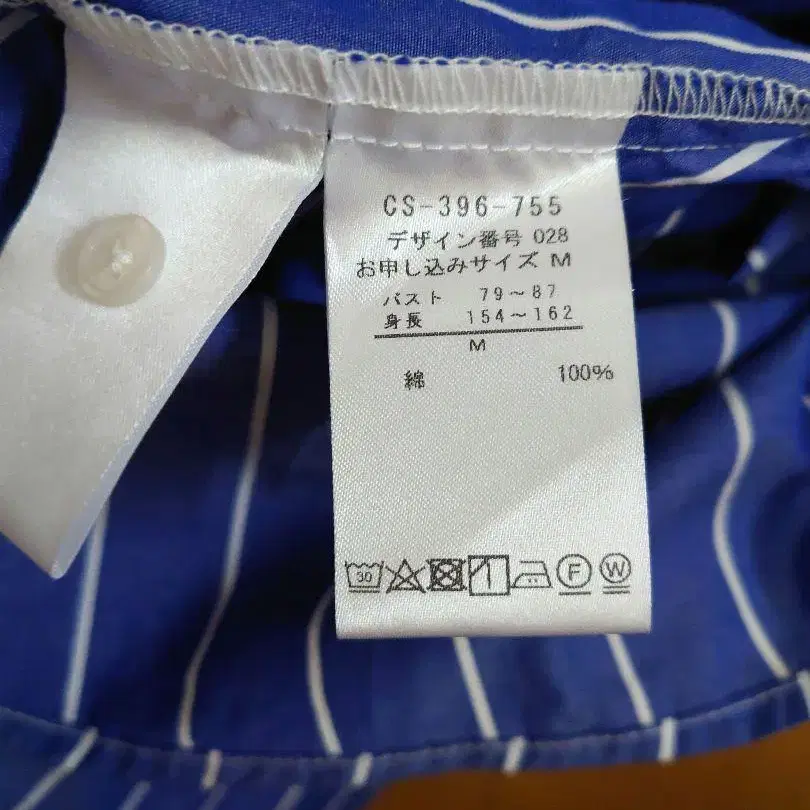 CS-396-755
デザイン番号 028
お申し込みサイズ M
バスト 79～87
身長 154～162
M
綿 100%
30 F W